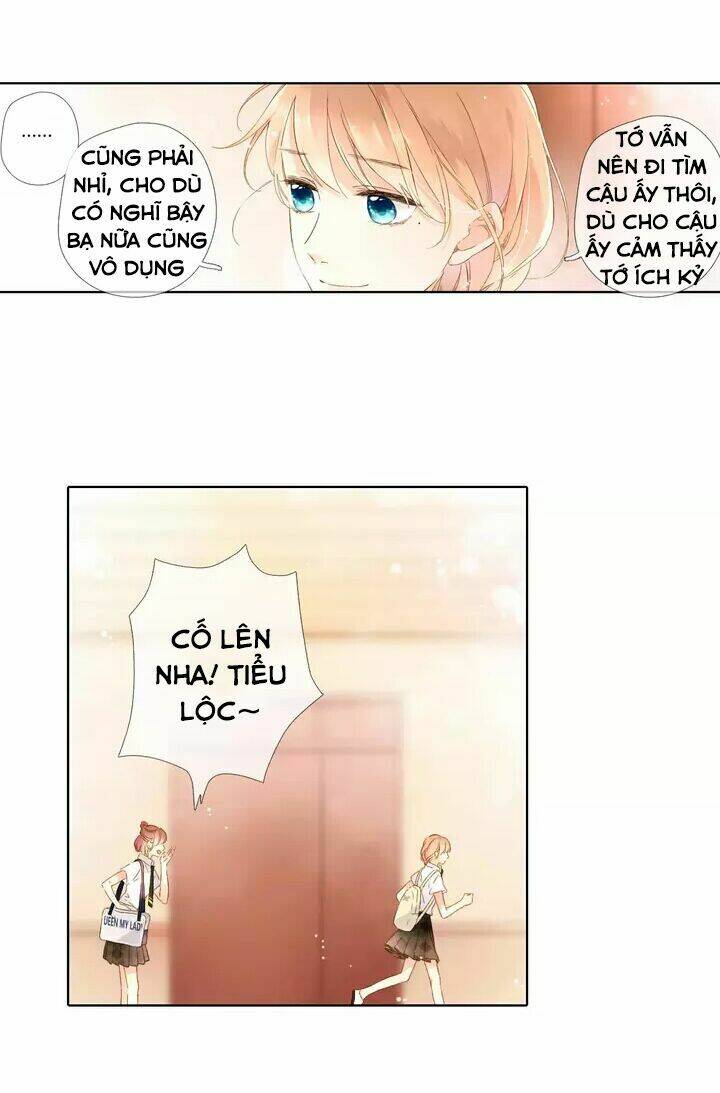 ......
CŨNG PHẢI
NHỈ, CHO DÙ
CÓ NGHĨ BẬY
BẠ NỮA CŨNG
VÔ DỤNG
TỚ VẪN
NÊN ĐI TÌM
CẬU ẤY THÔI,
DÙ CHO CẬU
ẤY CẢM THẤY
TỚ ÍCH KỶ
CỐ LÊN
NHA! TIỂU
LỘC~
UEEN MY LADY